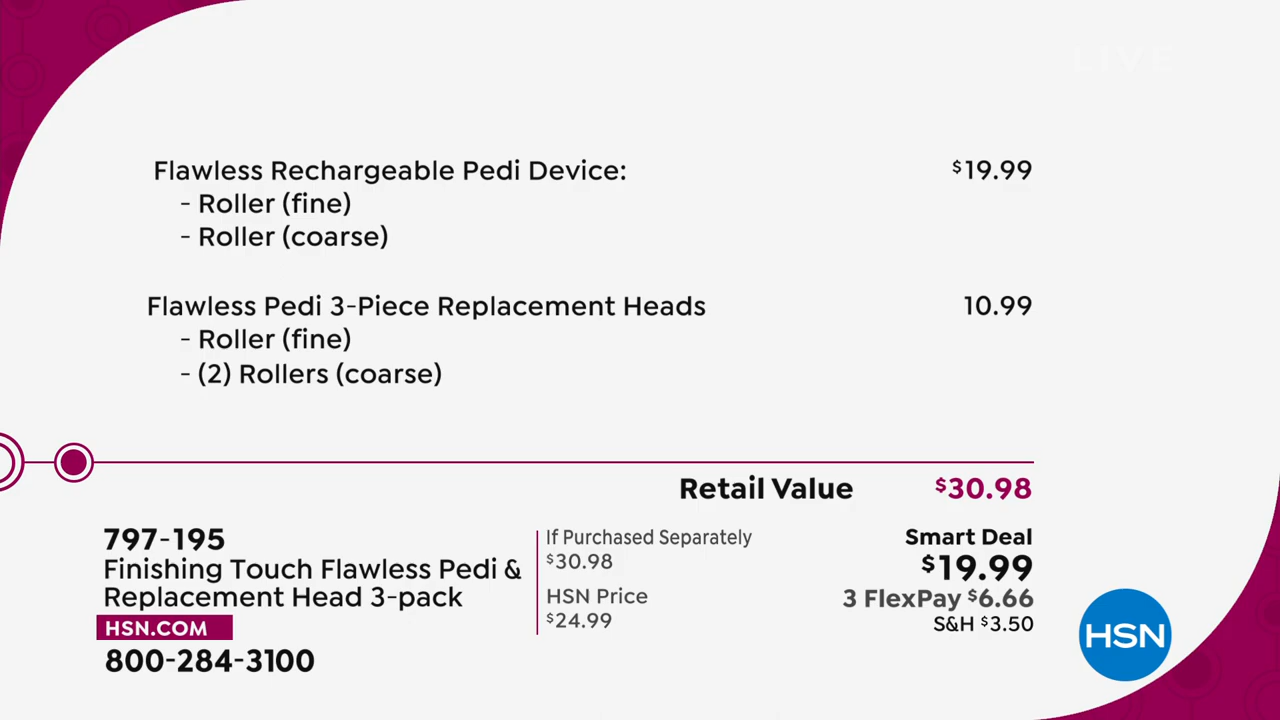 LIVE
Flawless Rechargeable Pedi Device: $19.99
- Roller (fine)
- Roller (coarse)
Flawless Pedi 3-Piece Replacement Heads 10.99
- Roller (fine)
- (2) Rollers (coarse)
Retail Value $30.98
797-195
Finishing Touch Flawless Pedi &
Replacement Head 3-pack
HSN.COM
800-284-3100
If Purchased Separately
$30.98
HSN Price
$24.99
Smart Deal
$19.99
3 FlexPay $6.66
S&H $3.50
HSN